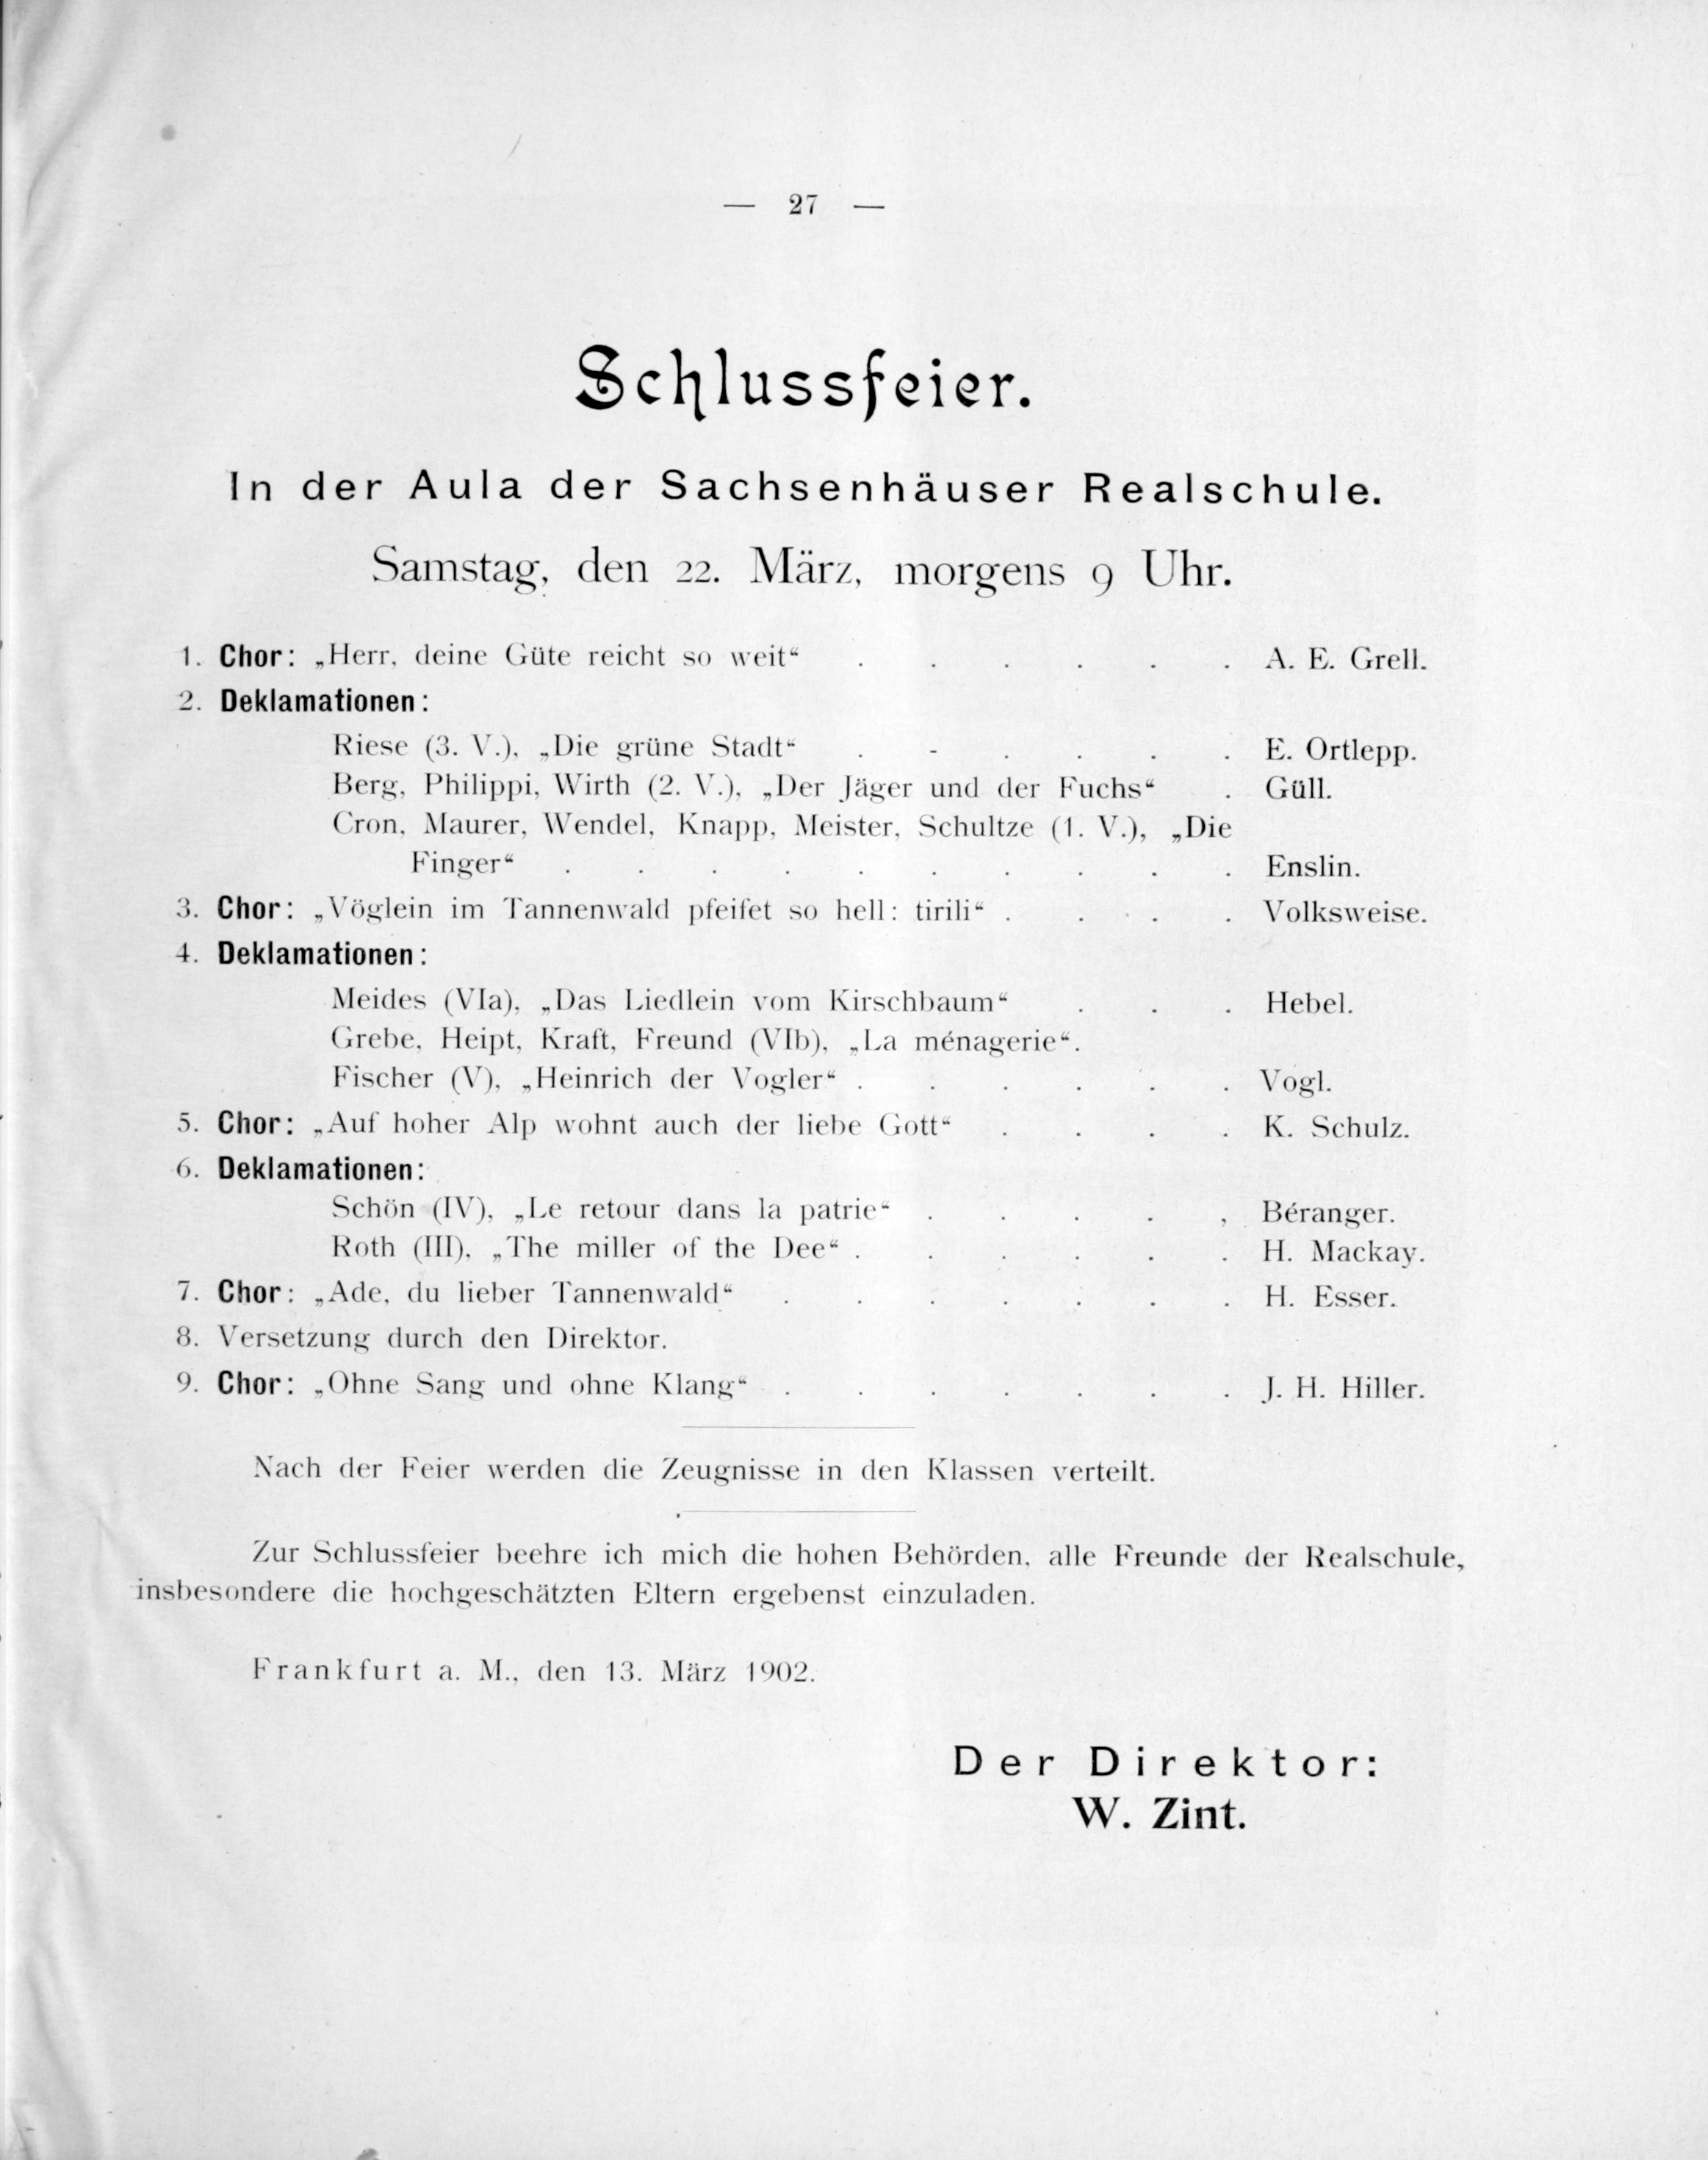 — 27 —
Schlussfeier.
In der Aula der Sachsenhäuser Realschule.
Samstag, den 22. März, morgens 9 Uhr.
1. Chor: „Herr, deine Güte reicht so weit“ . . . . . . A. E. Grell.
2. Deklamationen:
Riese (3. V.), „Die grüne Stadt“ . - . . . . E. Ortlepp.
Berg, Philippi, Wirth (2. V.), „Der Jäger und der Fuchs“ . Güll.
Cron, Maurer, Wendel, Knapp, Meister, Schultze (1. V.), „Die
Finger“ . . . . . . . . . . Enslin.
3. Chor: „Vöglein im Tannenwald pfeifet so hell: tirili“ . . . . Volksweise.
4. Deklamationen:
Meides (VIa), „Das Liedlein vom Kirschbaum“ . . . Hebel.
Grebe, Heipt, Kraft, Freund (VIb), „La ménagerie“.
Fischer (V), „Heinrich der Vogler“ . . . . . . Vogl.
5. Chor: „Auf hoher Alp wohnt auch der liebe Gott“ . . . . K. Schulz.
6. Deklamationen:
Schön (IV), „Le retour dans la patrie“ . . . . , Béranger.
Roth (III), „The miller of the Dee“ . . . . . . H. Mackay.
7. Chor: „Ade, du lieber Tannenwald“ . . . . . . . H. Esser.
8. Versetzung durch den Direktor.
9. Chor: „Ohne Sang und ohne Klang“ . . . . . . . J. H. Hiller.
Nach der Feier werden die Zeugnisse in den Klassen verteilt.
Zur Schlussfeier beehre ich mich die hohen Behörden, alle Freunde der Realschule,
insbesondere die hochgeschätzten Eltern ergebenst einzuladen.
Frankfurt a. M., den 13. März 1902.
Der Direktor:
W. Zint.